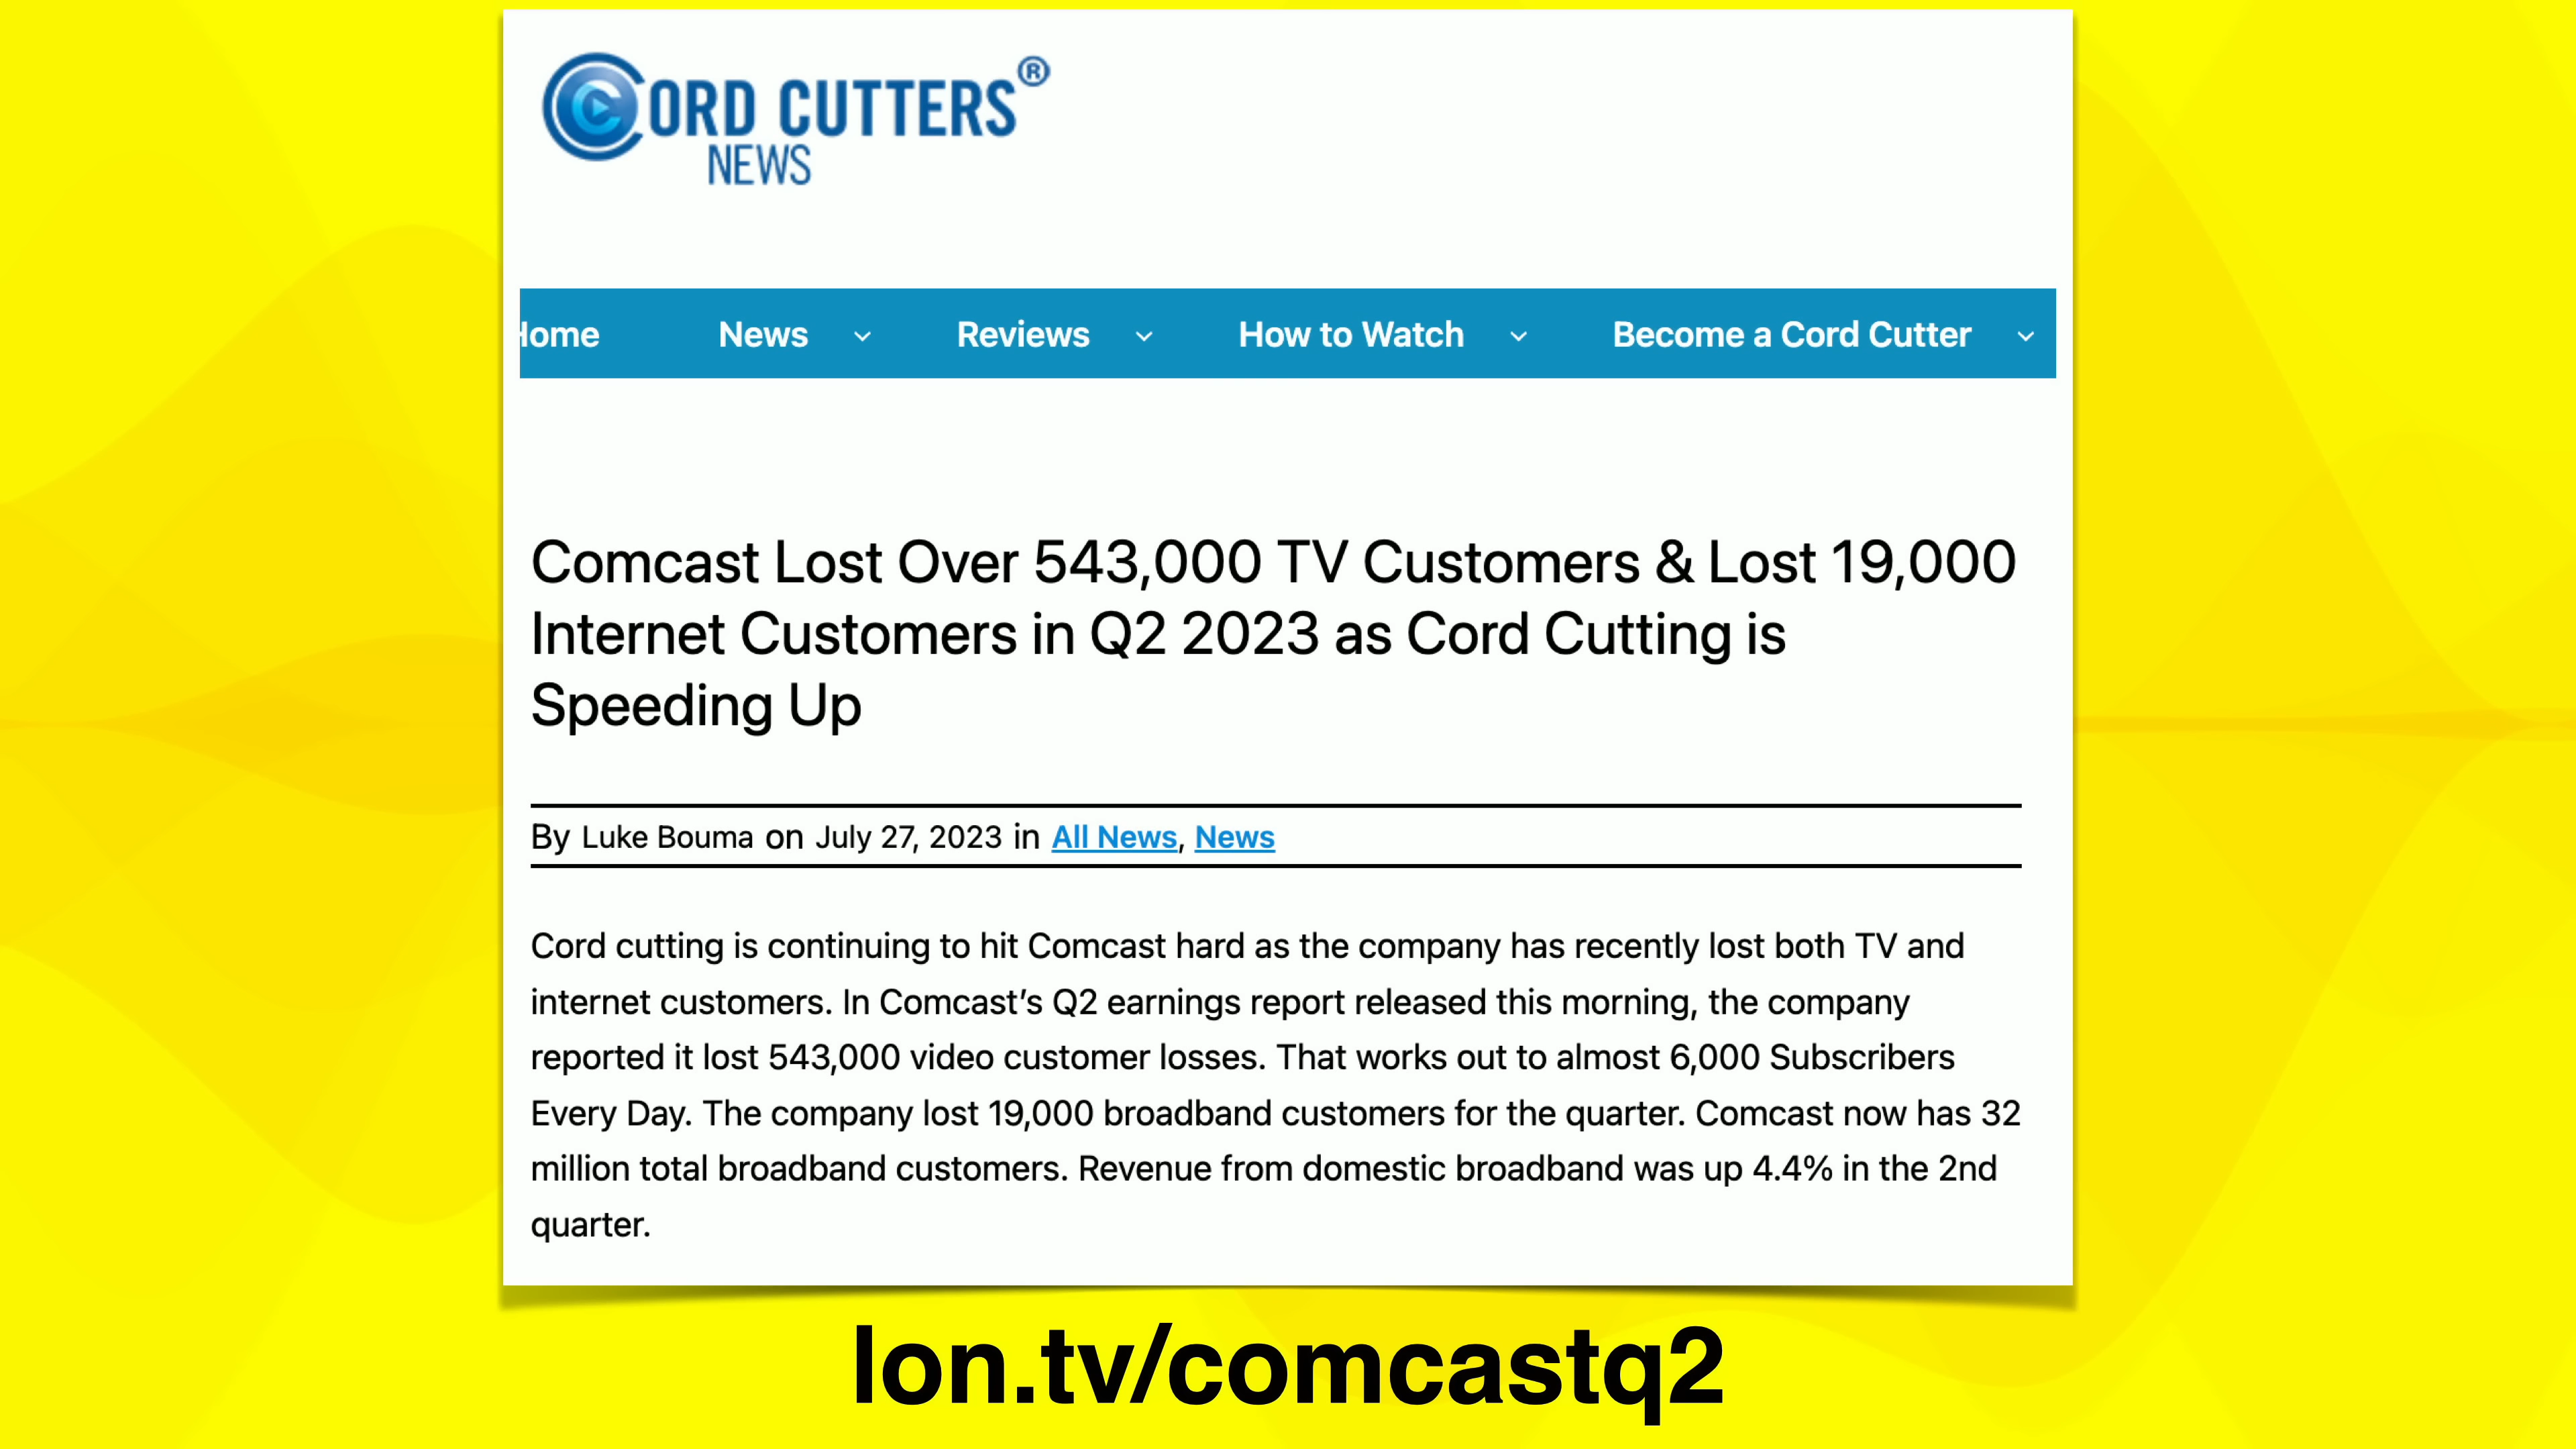 CORD CUTTERS®
NEWS
Home News Reviews How to Watch Become a Cord Cutter
Comcast Lost Over 543,000 TV Customers & Lost 19,000
Internet Customers in Q2 2023 as Cord Cutting is
Speeding Up
By Luke Bouma on July 27, 2023 in All News, News
Cord cutting is continuing to hit Comcast hard as the company has recently lost both TV and
internet customers. In Comcast’s Q2 earnings report released this morning, the company
reported it lost 543,000 video customer losses. That works out to almost 6,000 Subscribers
Every Day. The company lost 19,000 broadband customers for the quarter. Comcast now has 32
million total broadband customers. Revenue from domestic broadband was up 4.4% in the 2nd
quarter.
lon.tv/comcastq2